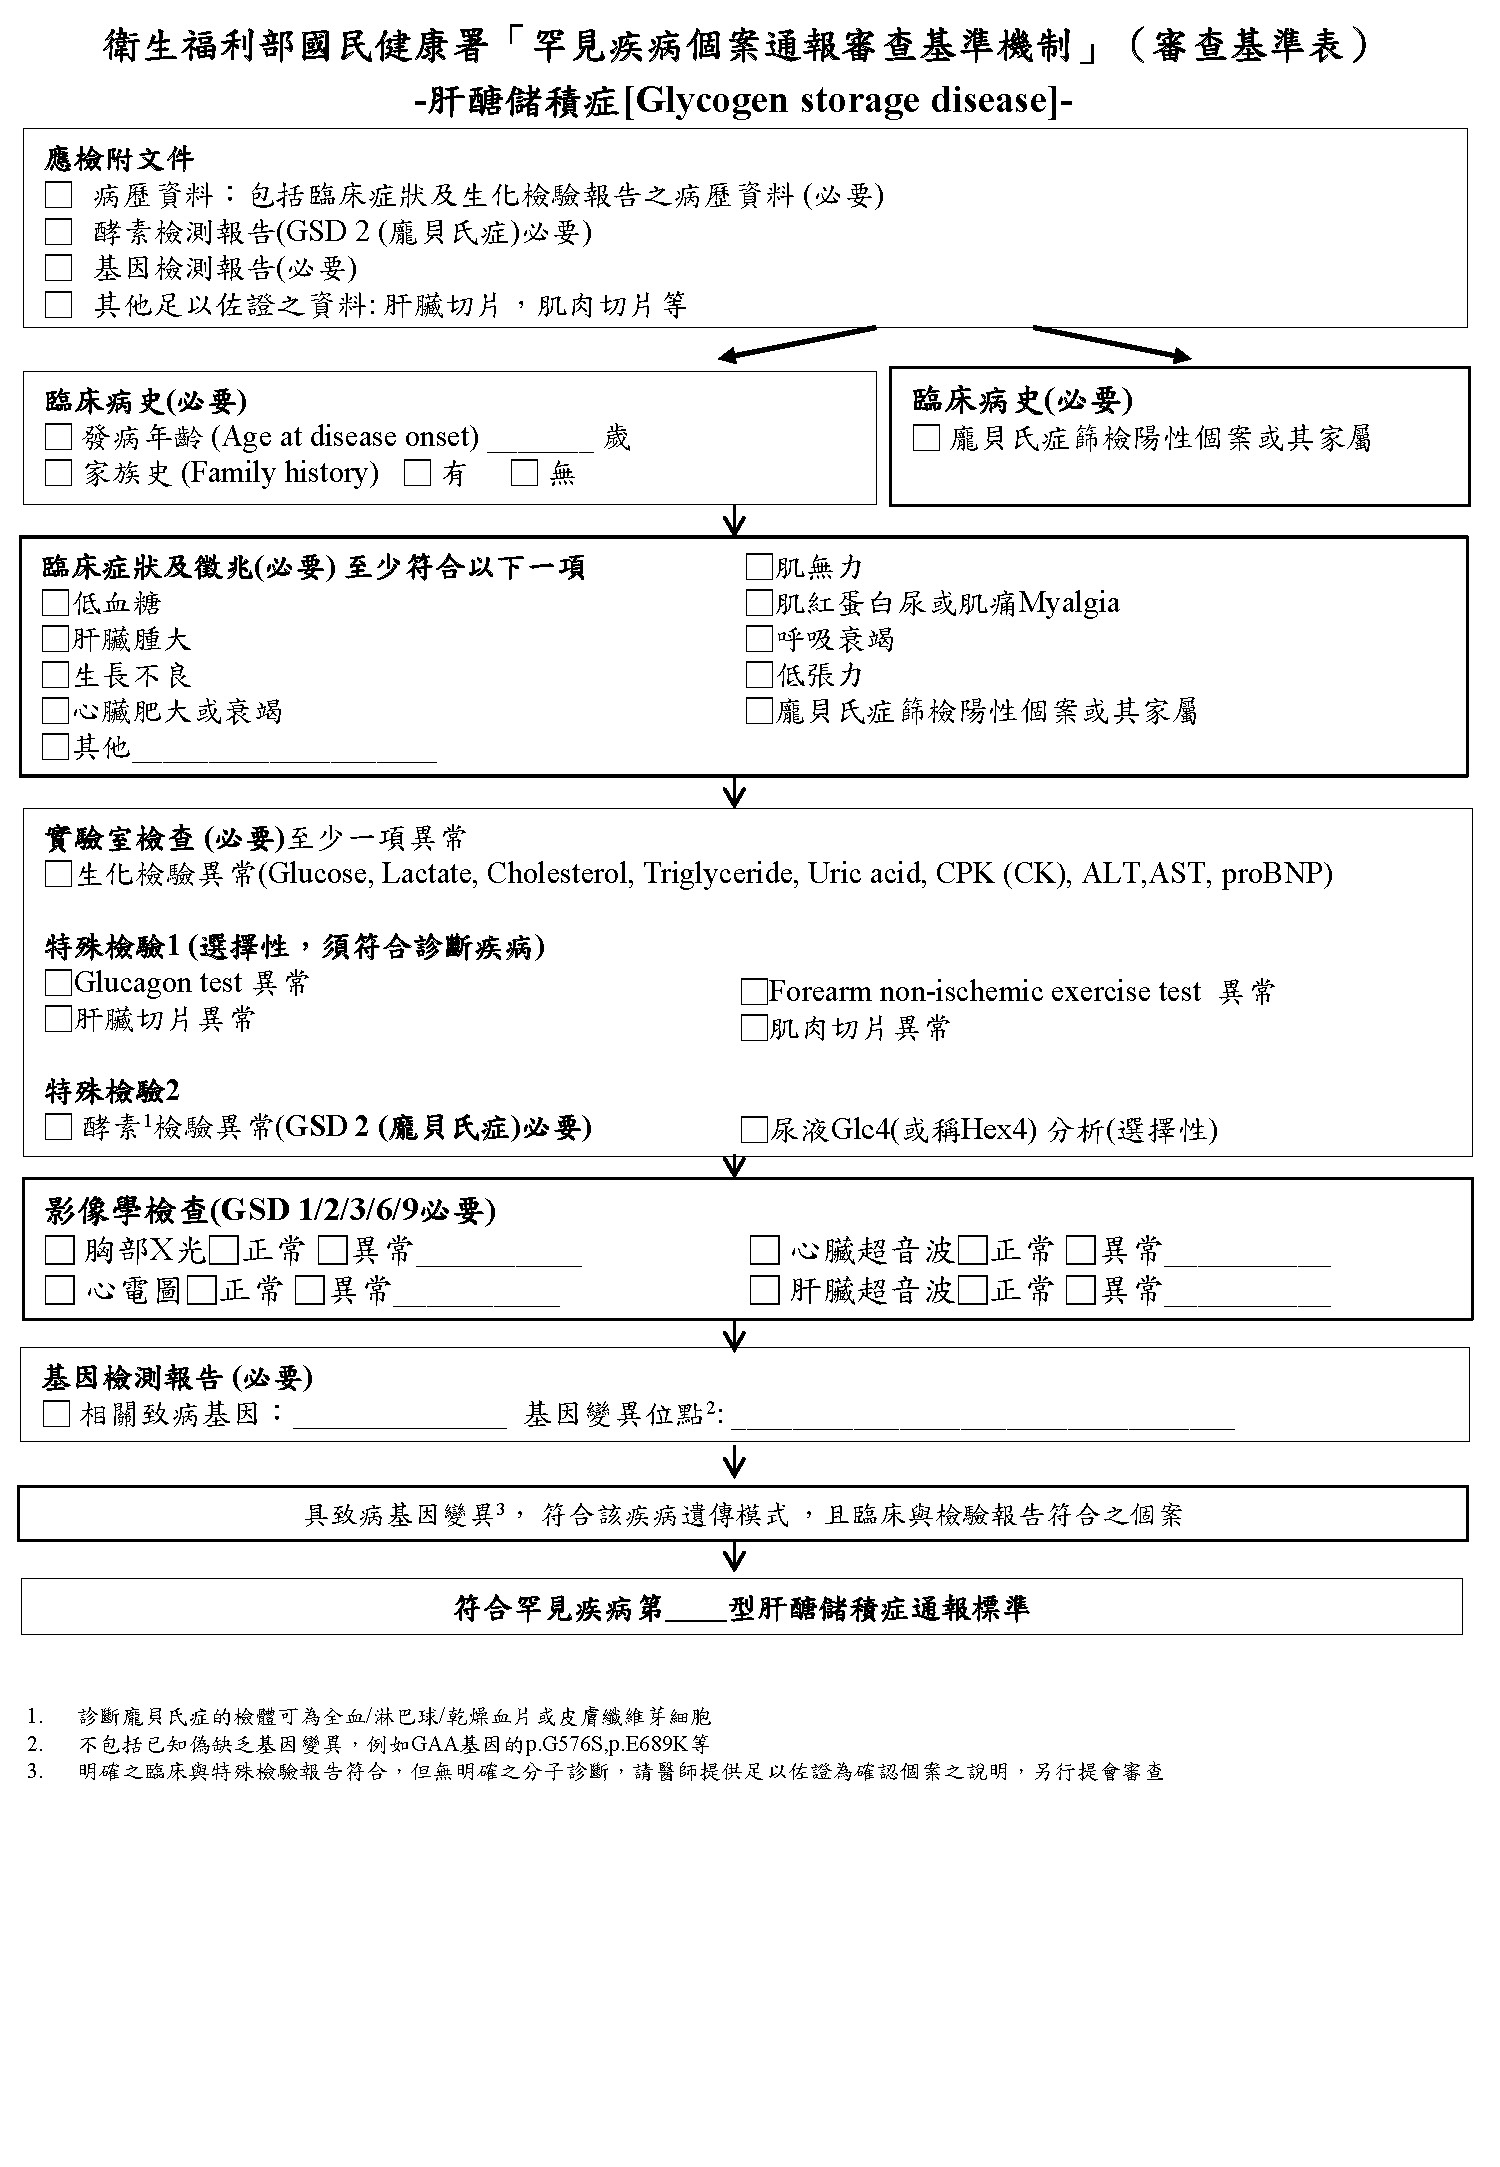 衛生福利部國民健康署「罕見疾病個案通報審查基準機制」（審查基準表）
-肝醣儲積症[Glycogen storage disease]-
應檢附文件
□ 病歷資料：包括臨床症狀及生化檢驗報告之病歷資料 (必要)
□ 酵素檢測報告(GSD 2 (龐貝氏症)必要)
□ 基因檢測報告(必要)
□ 其他足以佐證之資料: 肝臟切片，肌肉切片等
臨床病史(必要)
□ 發病年齡 (Age at disease onset) _______ 歲
□ 家族史 (Family history) □ 有 □ 無
臨床病史(必要)
□ 龐貝氏症篩檢陽性個案或其家屬
臨床症狀及徵兆(必要) 至少符合以下一項
□低血糖
□肝臟腫大
□生長不良
□心臟肥大或衰竭
□其他____________________
□肌無力
□肌紅蛋白尿或肌痛Myalgia
□呼吸衰竭
□低張力
□龐貝氏症篩檢陽性個案或其家屬
實驗室檢查 (必要)至少一項異常
□生化檢驗異常(Glucose, Lactate, Cholesterol, Triglyceride, Uric acid, CPK (CK), ALT,AST, proBNP)
特殊檢驗1 (選擇性，須符合診斷疾病)
□Glucagon test 異常
□肝臟切片異常
□Forearm non-ischemic exercise test 異常
□肌肉切片異常
特殊檢驗2
□ 酵素¹檢驗異常(GSD 2 (龐貝氏症)必要) □尿液Glc4(或稱Hex4) 分析(選擇性)
影像學檢查(GSD 1/2/3/6/9必要)
□ 胸部X光□正常 □異常__________ □ 心臟超音波□正常 □異常__________
□ 心電圖□正常 □異常__________ □ 肝臟超音波□正常 □異常__________
基因檢測報告 (必要)
□ 相關致病基因：______________ 基因變異位點²: _________________________________
具致病基因變異³， 符合該疾病遺傳模式，且臨床與檢驗報告符合之個案
符合罕見疾病第____型肝醣儲積症通報標準
1. 診斷龐貝氏症的檢體可為全血/淋巴球/乾燥血片或皮膚纖維芽細胞
2. 不包括已知偽缺乏基因變異，例如GAA基因的p.G576S,p.E689K等
3. 明確之臨床與特殊檢驗報告符合，但無明確之分子診斷，請醫師提供足以佐證為確認個案之說明，另行提會審查